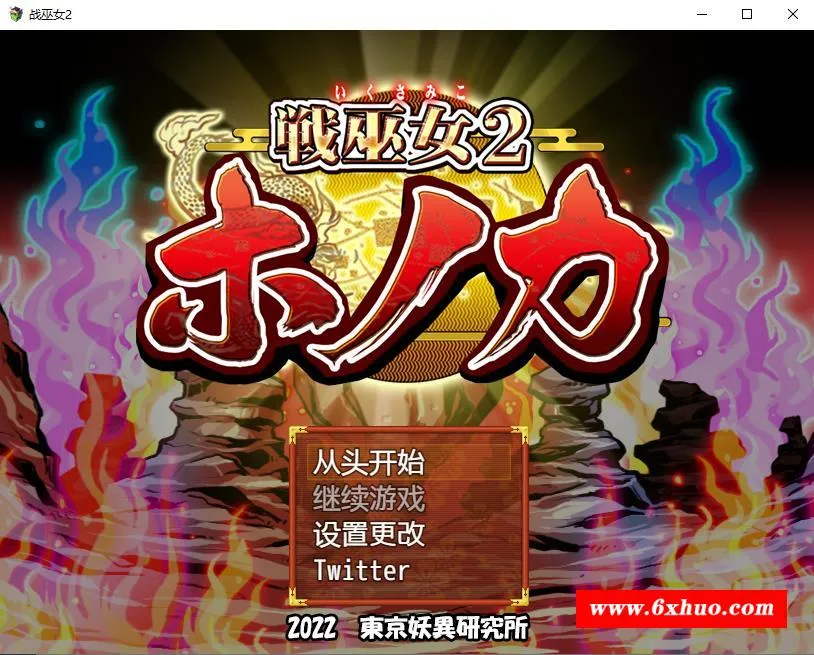 战巫女2
いくさみこ
戦巫女2
ホノカ
从头开始
继续游戏
设置更改
Twitter
www.6xhuo.com
2022 東京妖異研究所